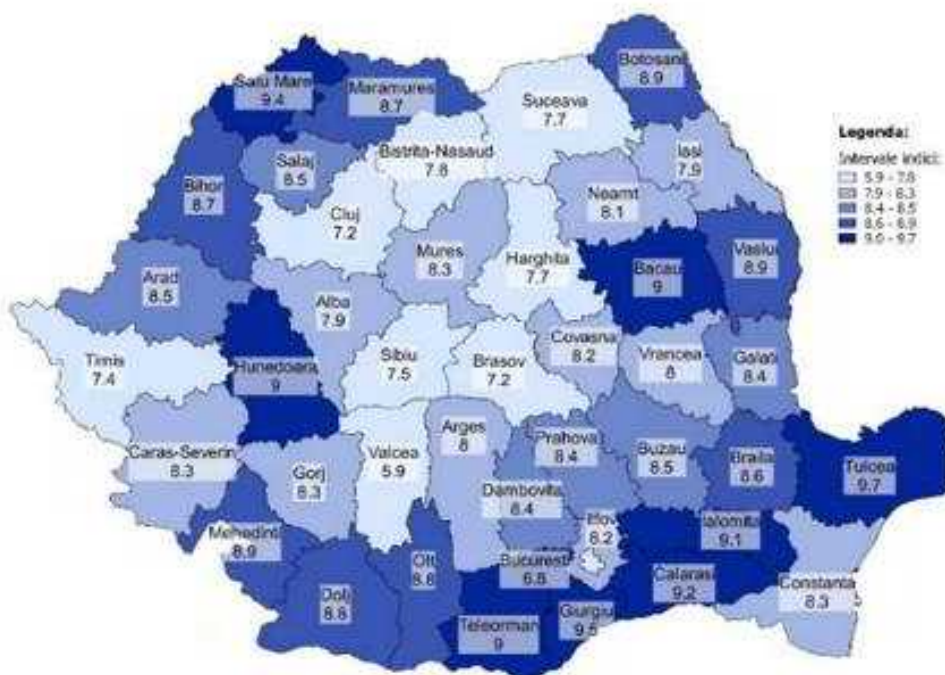 Botosani
8.9
Satu Mare
9.4
Maramures
8.7
Suceava
7.7
Bistrita-Nasaud
7.8
Iasi
7.9
Salaj
8.5
Neamt
8.1
Bihor
8.7
Cluj
7.2
Mures
8.3
Harghita
7.7
Bacau
9
Vaslui
8.9
Arad
8.5
Alba
7.9
Timis
7.4
Hunedoara
9
Sibiu
7.5
Brasov
7.2
Covasna
8.2
Vrancea
8
Galati
8.4
Caras-Severin
8.3
Gorj
8.3
Valcea
5.9
Arges
8
Prahova
8.4
Buzau
8.5
Braila
8.6
Tulcea
9.7
Dambovita
8.4
Ilfov
8.2
Ialomita
9.1
Mehedinti
8.9
Dolj
8.8
Olt
8.8
Bucuresti
6.8
Calarasi
9.2
Constanta
8.3
Teleorman
9
Giurgiu
9.5
Legenda:
Intervale indici:
5.9 - 7.8
7.9 - 8.3
8.4 - 8.5
8.6 - 8.9
9.0 - 9.7